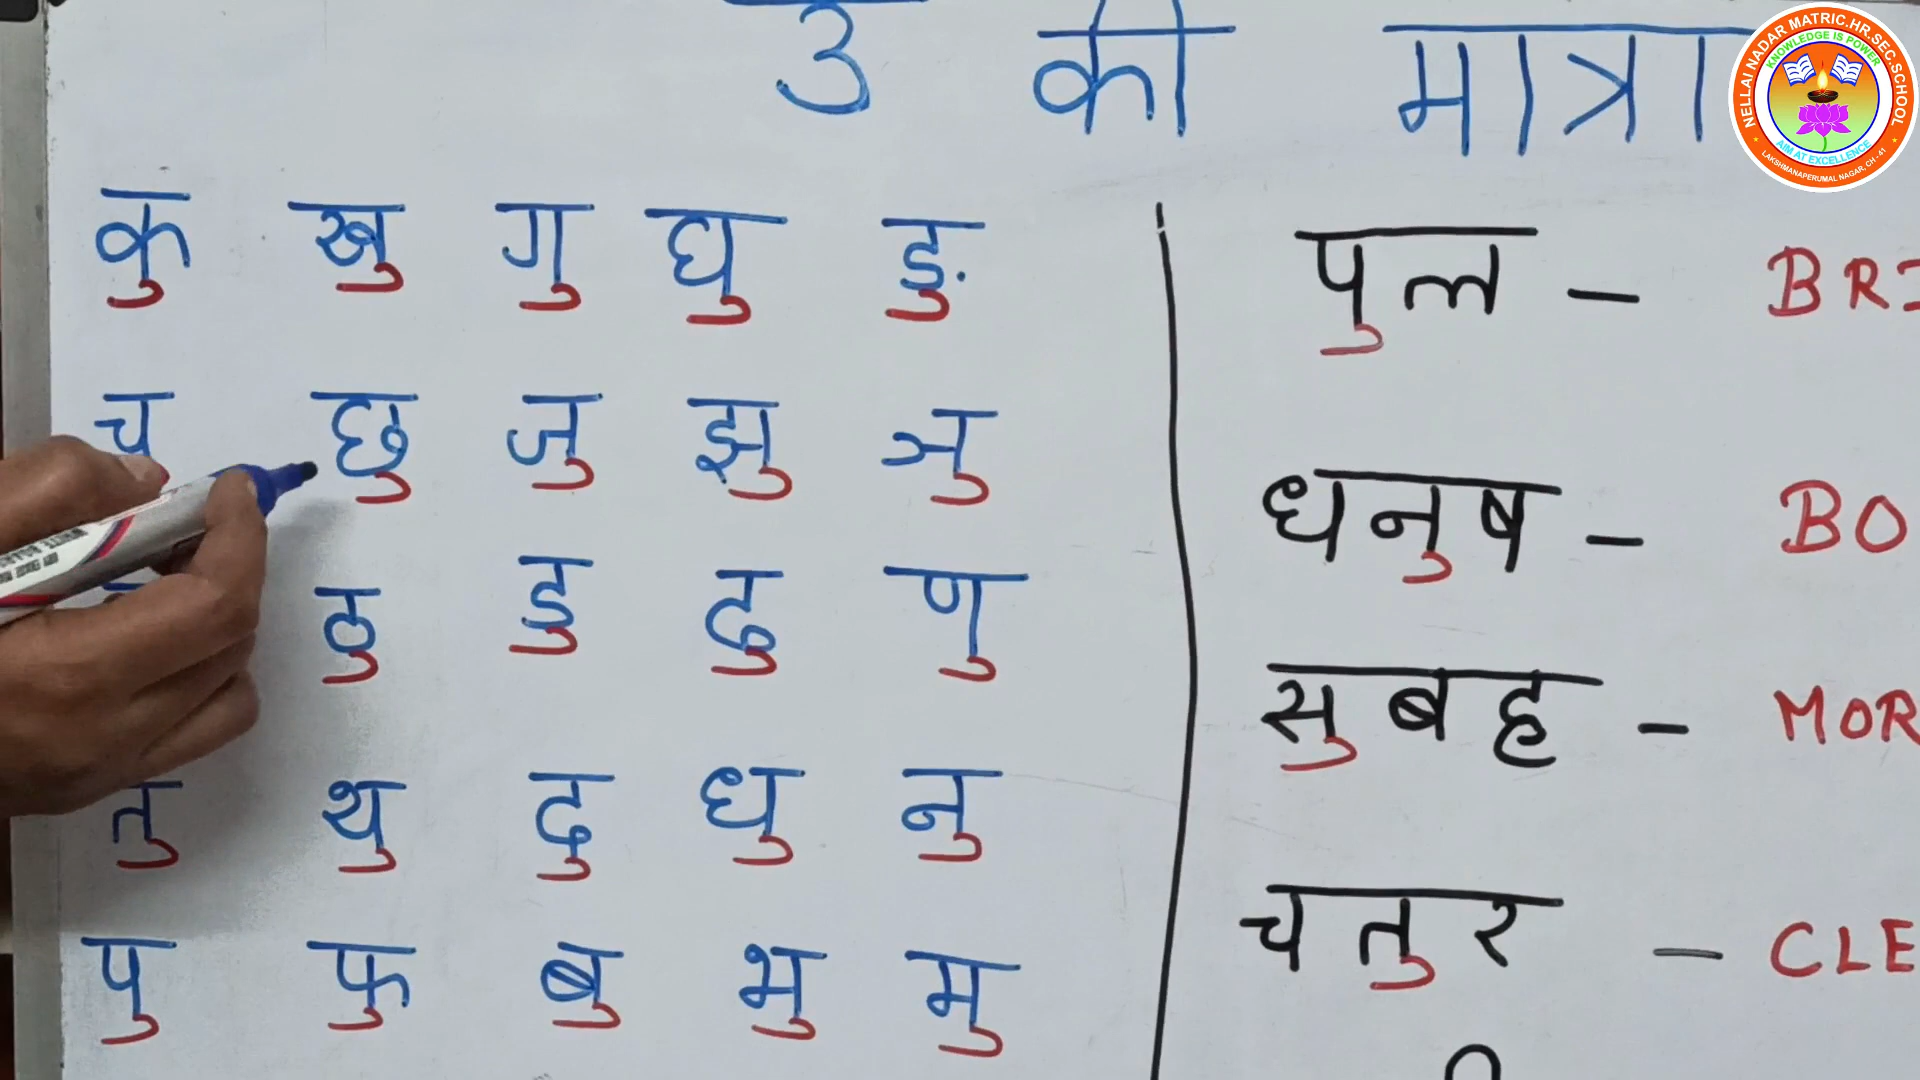 उ की मात्रा
NELLAI NADAR MATRIC.HR.SEC.SCHOOL
KNOWLEDGE IS POWER
AIM AT EXCELLENCE
LAKSHMANAPERUMAL NAGAR, CH - 41
कु खु गु घु ङु
चु छु जु झु ञु
ठु डु ढु णु
तु थु दु धु नु
पु फु बु भु मु
पुल - BRI
धनुष - BO
सुबह - MOR
चतुर - CLE